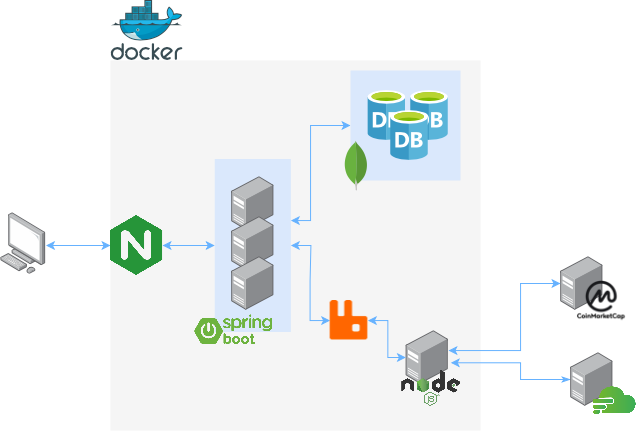 docker
DB
DB
DB
N
spring
boot
node
JS
CoinMarketCap